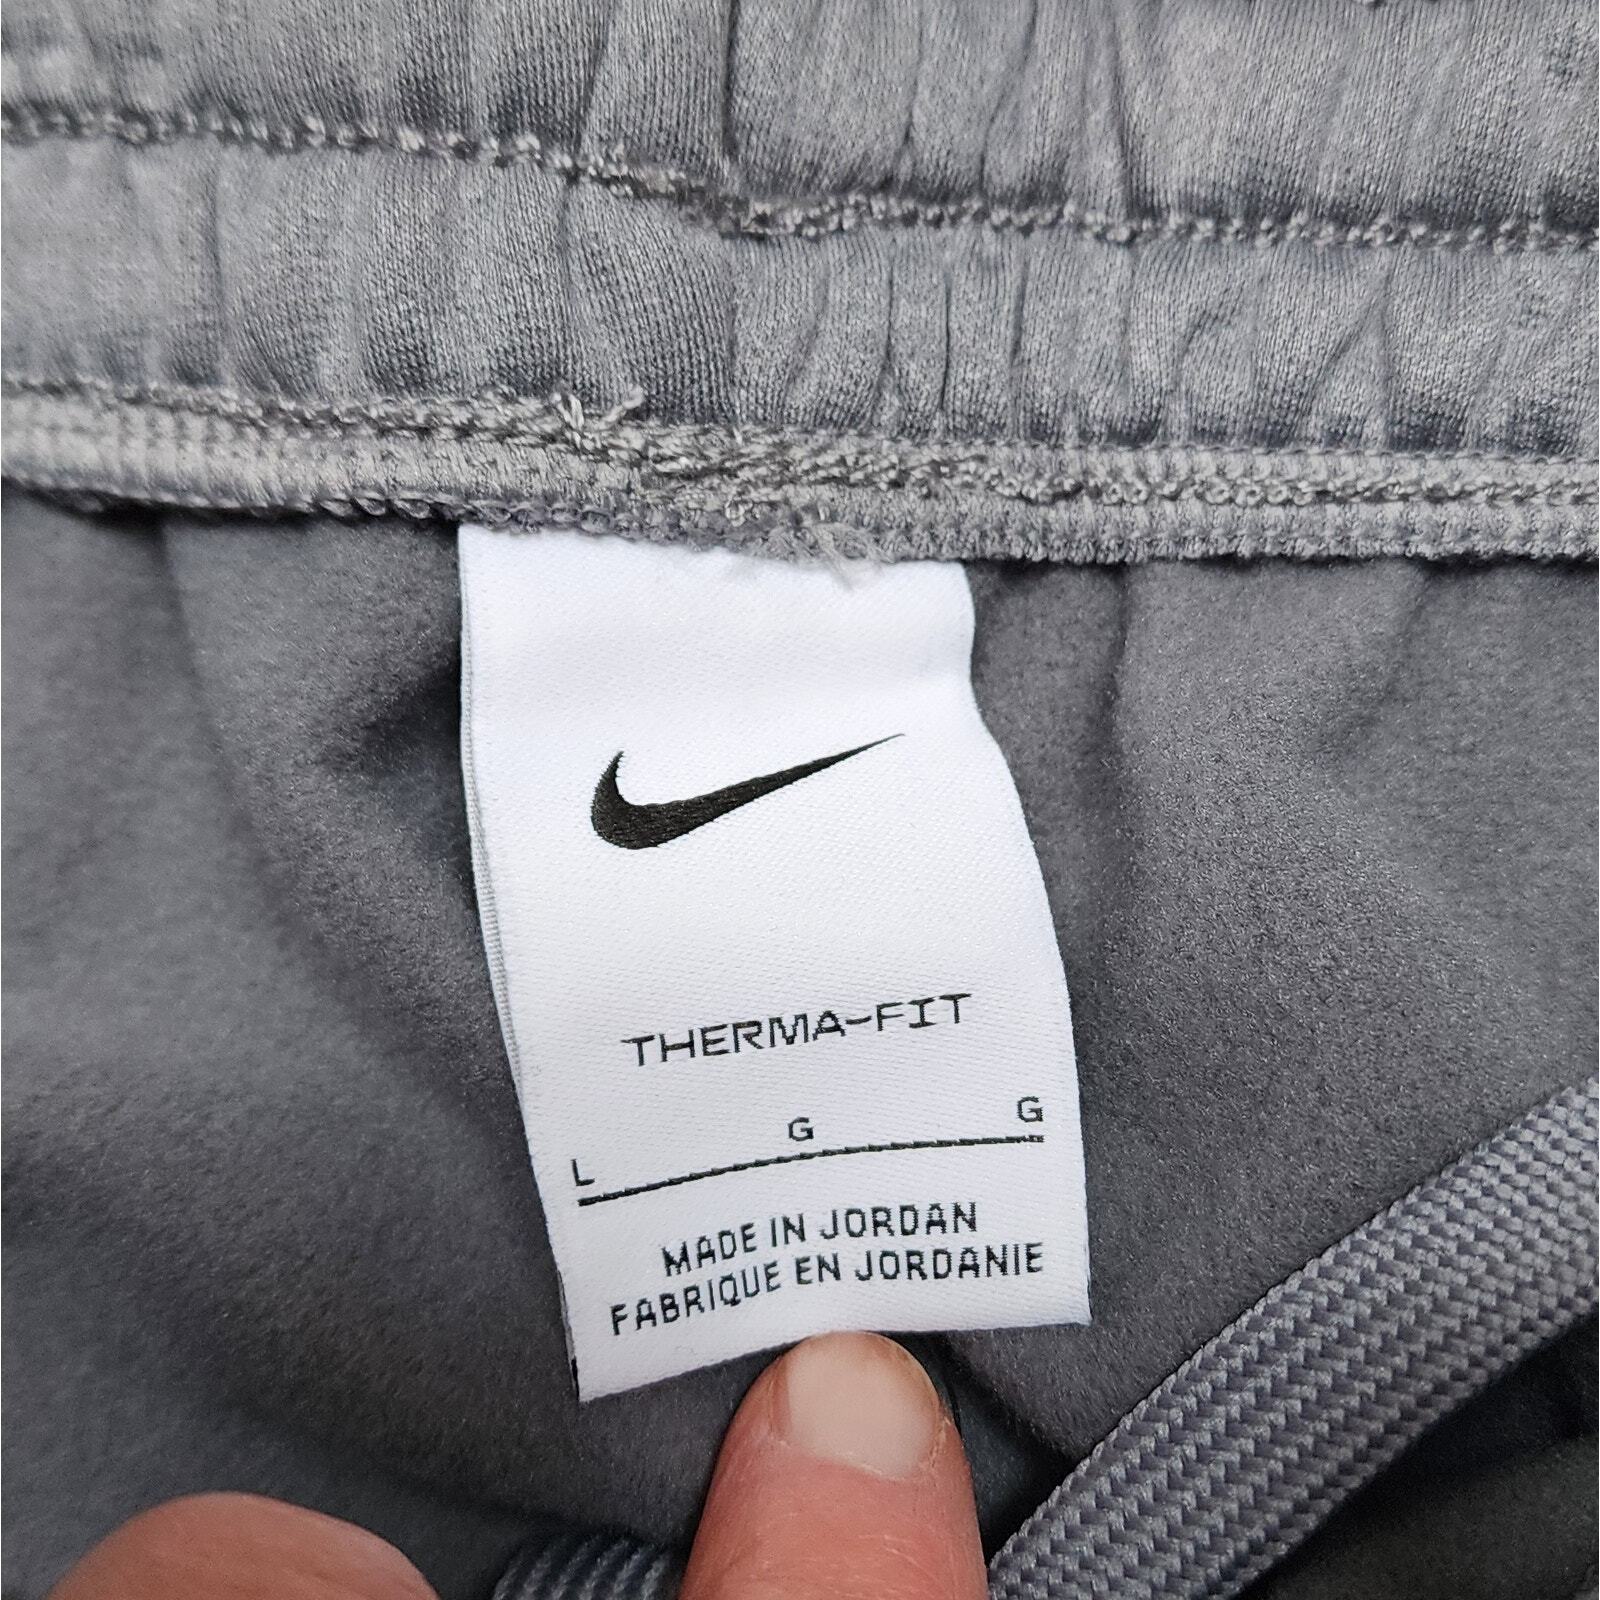 THERMA-FIT
L G G
MADE IN JORDAN
FABRIQUE EN JORDANIE